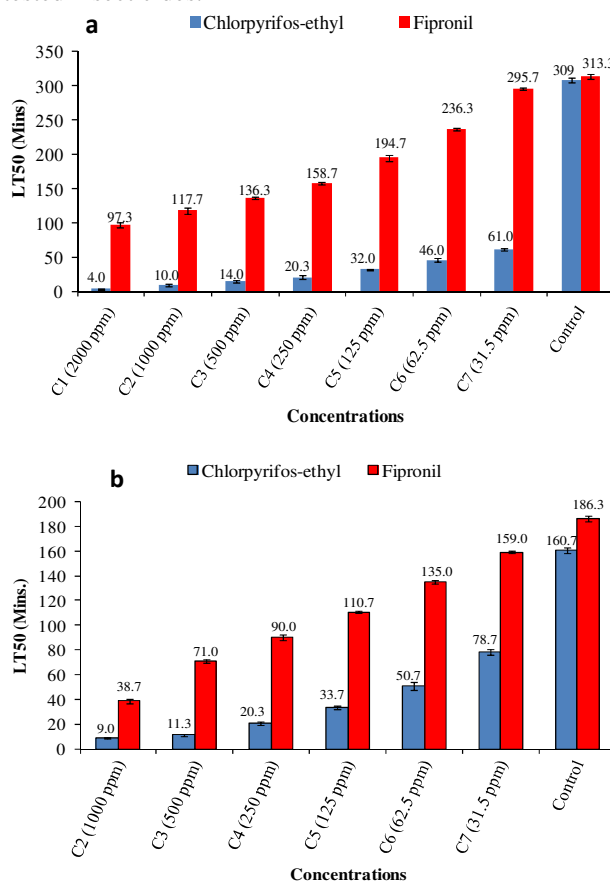 a
Chlorpyrifos-ethyl Fipronil
LT50 (Mins)
350
300
250
200
150
100
50
0
4.0 97.3
10.0 117.7
14.0 136.3
20.3 158.7
32.0 194.7
46.0 236.3
61.0 295.7
309 313.3
C1 (2000 ppm)
C2 (1000 ppm)
C3 (500 ppm)
C4 (250 ppm)
C5 (125 ppm)
C6 (62.5 ppm)
C7 (31.5 ppm)
Control
Concentrations
b
Chlorpyrifos-ethyl Fipronil
LT50 (Mins.)
200
180
160
140
120
100
80
60
40
20
0
9.0 38.7
11.3 71.0
20.3 90.0
33.7 110.7
50.7 135.0
78.7 159.0
160.7 186.3
C2 (1000 ppm)
C3 (500 ppm)
C4 (250 ppm)
C5 (125 ppm)
C6 (62.5 ppm)
C7 (31.5 ppm)
Control
Concentrations